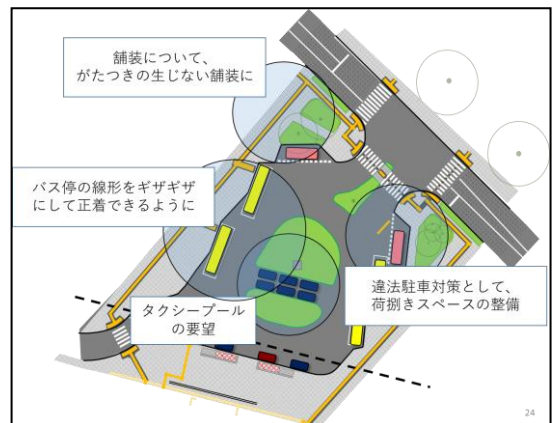 舗装について、
がたつきの生じない舗装に
バス停の線形をギザギザ
にして正着できるように
タクシープール
の要望
違法駐車対策として、
荷捌きスペースの整備
24